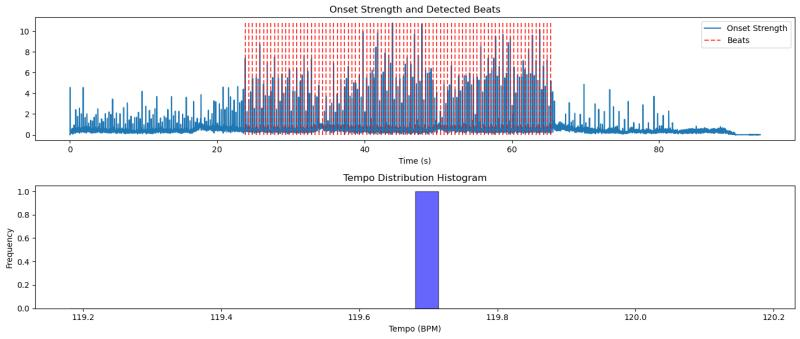 Onset Strength and Detected Beats
10
8
6
4
2
0
Onset Strength
Beats
0 20 40 60 80
Time (s)
Tempo Distribution Histogram
1.0
0.8
0.6
0.4
0.2
0.0
Frequency
119.2 119.4 119.6 119.8 120.0 120.2
Tempo (BPM)